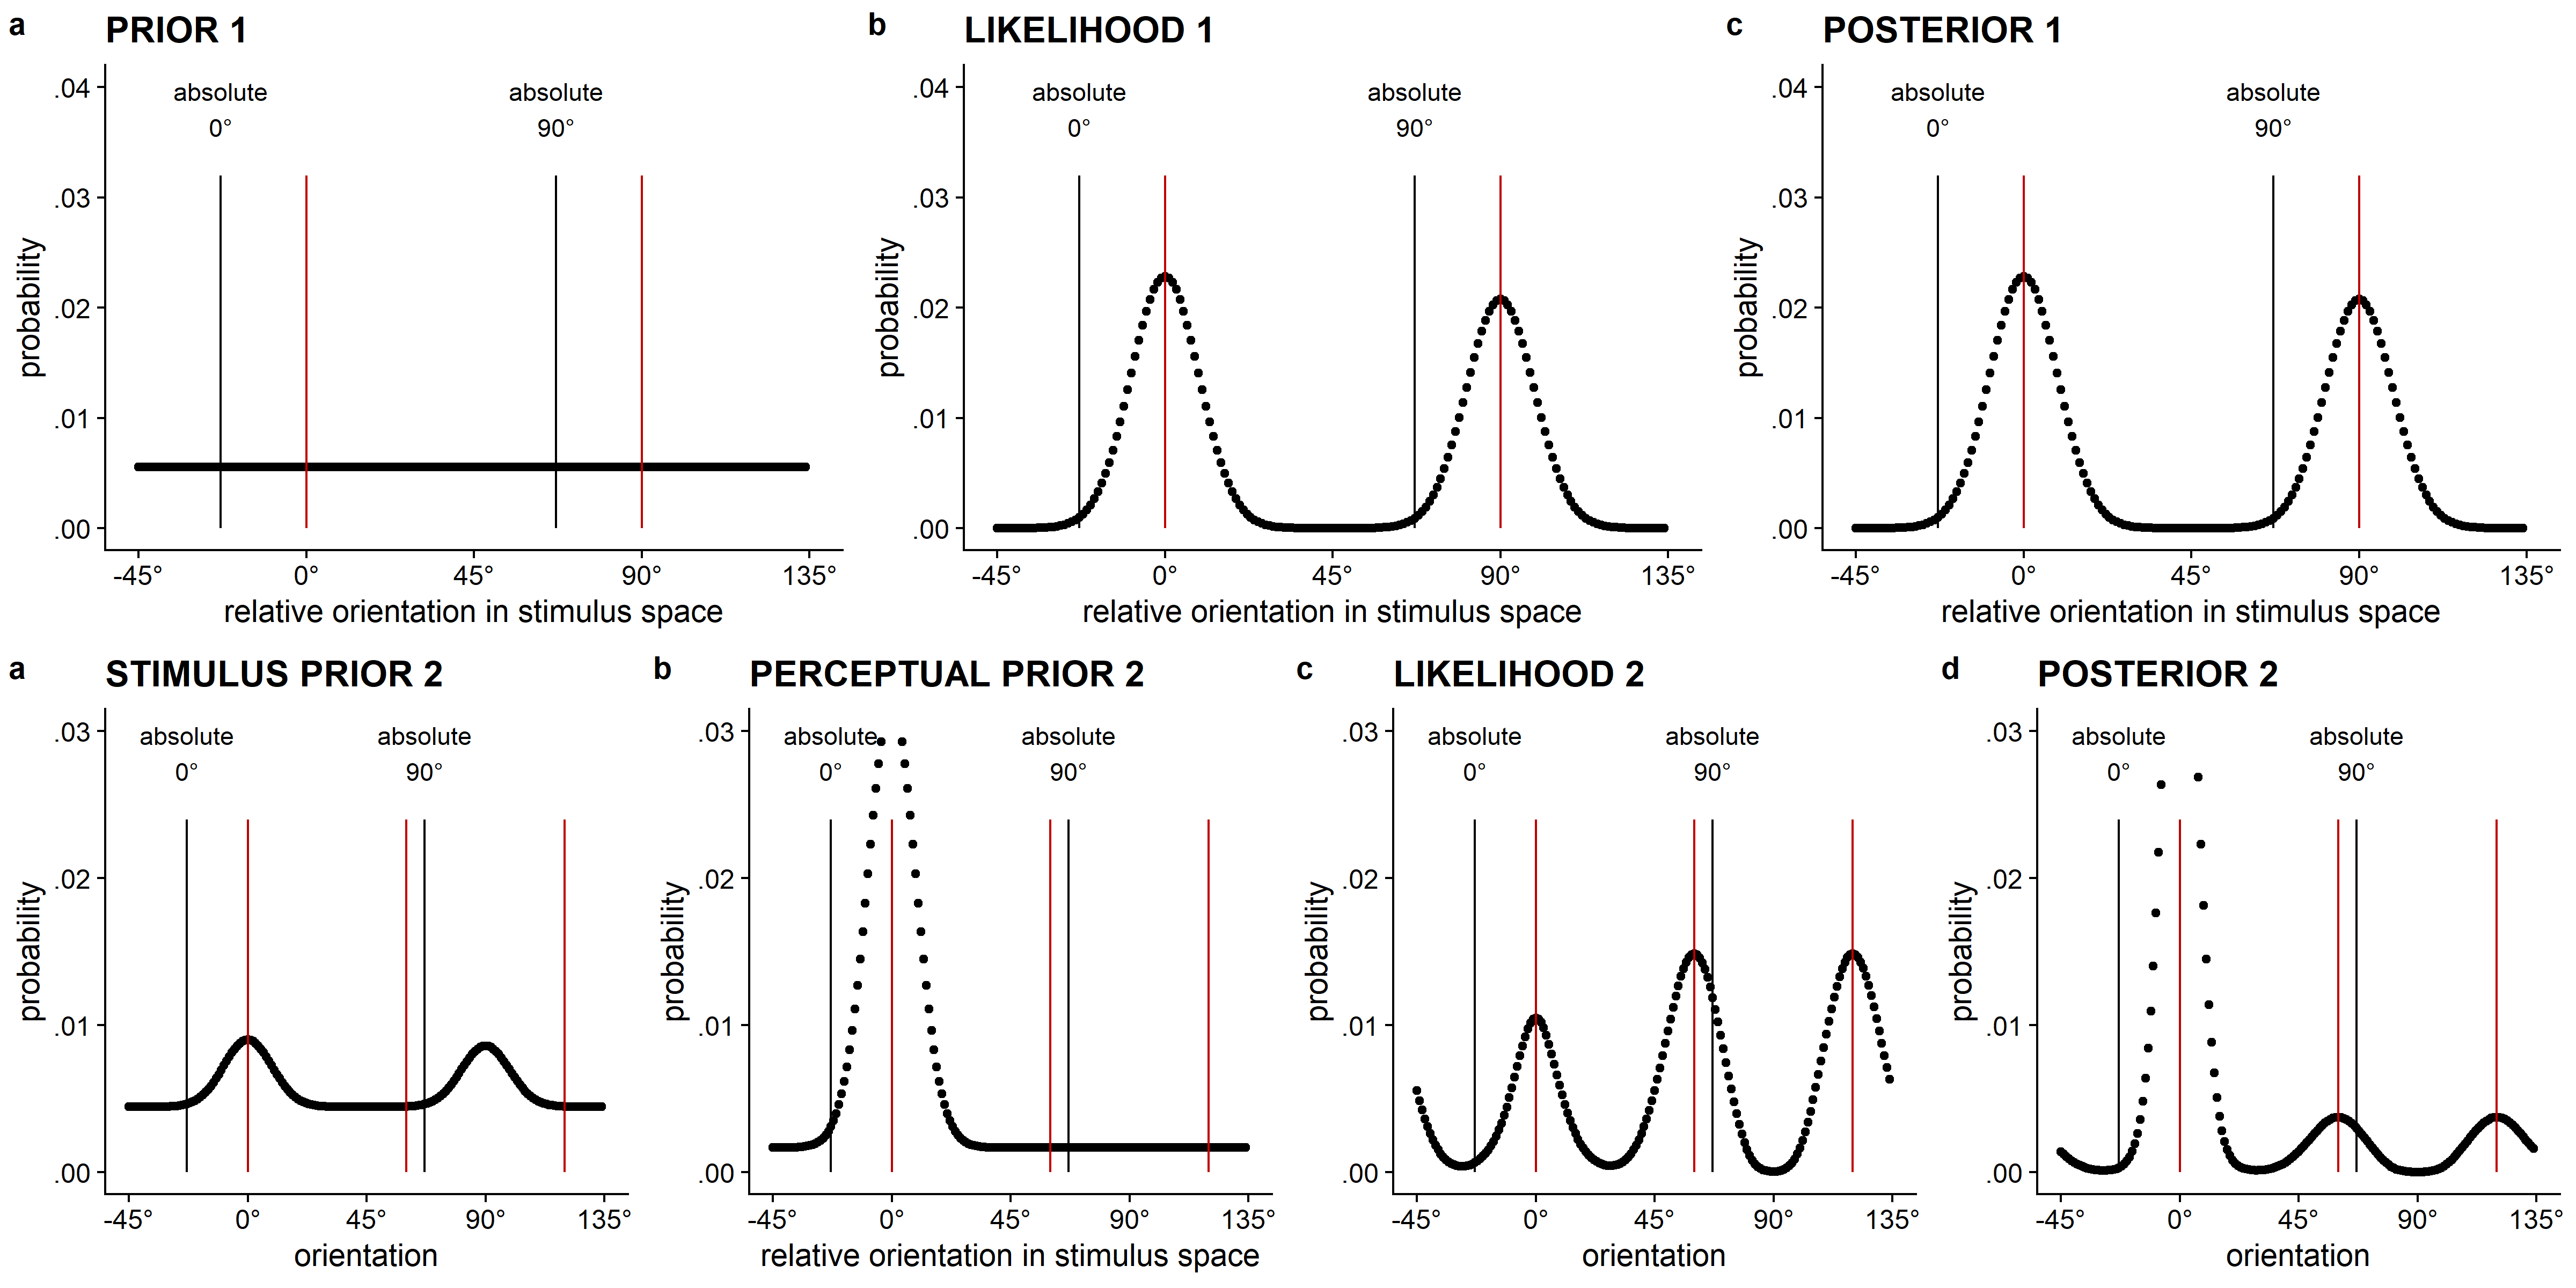 a PRIOR 1
absolute absolute
0° 90°
.04
.03
.02
.01
.00
probability
-45° 0° 45° 90° 135°
relative orientation in stimulus space
b LIKELIHOOD 1
absolute absolute
0° 90°
.04
.03
.02
.01
.00
probability
-45° 0° 45° 90° 135°
relative orientation in stimulus space
c POSTERIOR 1
absolute absolute
0° 90°
.04
.03
.02
.01
.00
probability
-45° 0° 45° 90° 135°
relative orientation in stimulus space
a STIMULUS PRIOR 2
absolute absolute
0° 90°
.03
.02
.01
.00
probability
-45° 0° 45° 90° 135°
orientation
b PERCEPTUAL PRIOR 2
absolute absolute
0° 90°
.03
.02
.01
.00
probability
-45° 0° 45° 90° 135°
relative orientation in stimulus space
c LIKELIHOOD 2
absolute absolute
0° 90°
.03
.02
.01
.00
probability
-45° 0° 45° 90° 135°
orientation
d POSTERIOR 2
absolute absolute
0° 90°
.03
.02
.01
.00
probability
-45° 0° 45° 90° 135°
orientation